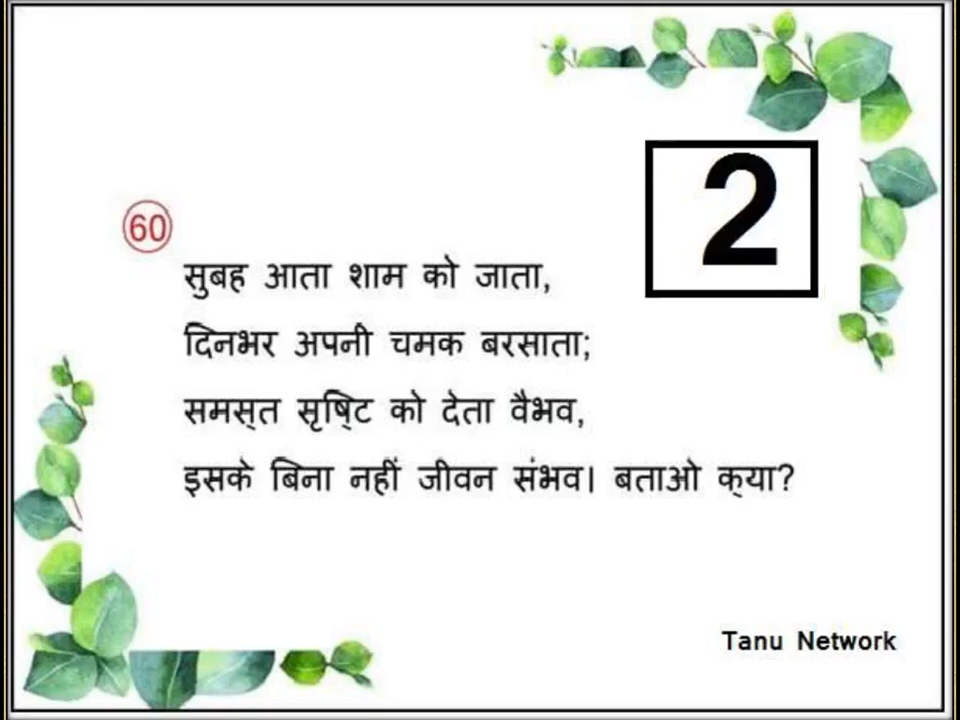 2
60
सुबह आता शाम को जाता,
दिनभर अपनी चमक बरसाता;
समस्‌त सृष्‌टि को देता वैभव,
इसके बिना नहीं जीवन संभव। बताओ क्‌या?
Tanu Network